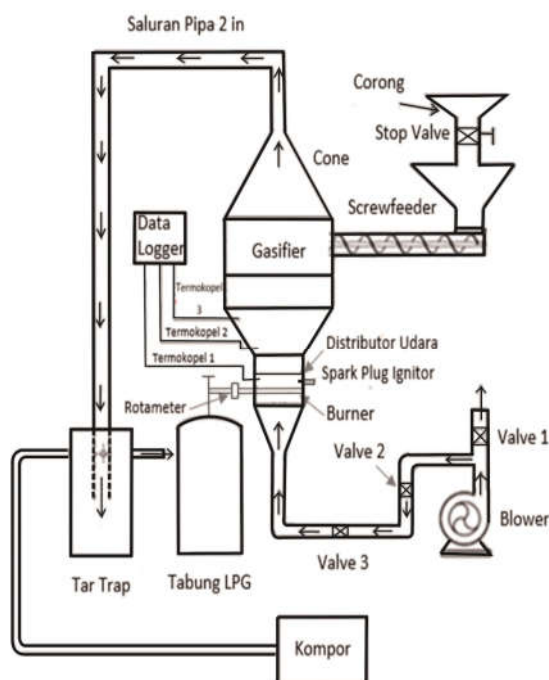 Saluran Pipa 2 in
Corong
Stop Valve
Cone
Screwfeeder
Data
Logger
Gasifier
Termokopel
3
Termokopel 2
Termokopel 1
Distributor Udara
Spark Plug Ignitor
Rotameter
Burner
Valve 2
Valve 1
Blower
Valve 3
Tar Trap
Tabung LPG
Kompor